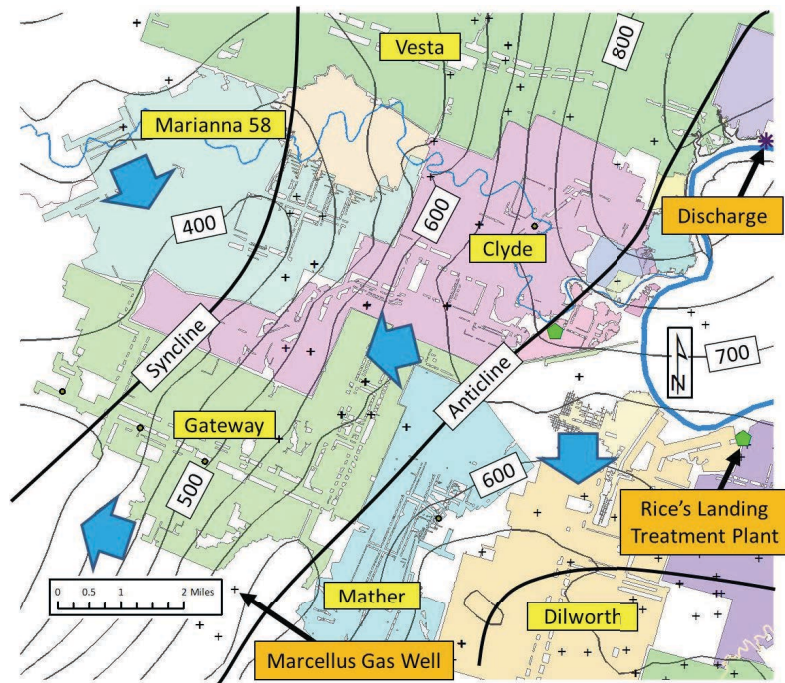 Vesta
800
Marianna 58
Discharge
400
600
Clyde
Syncline
Anticline
700
N
Gateway
500
600
Rice's Landing
Treatment Plant
0 0.5 1 2 Miles
Mather
Dilworth
Marcellus Gas Well